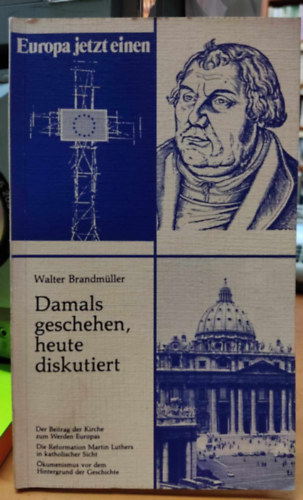 Europa jetzt einen
Walter Brandmüller
Damals
geschehen,
heute
diskutiert
Der Beitrag der Kirche
zum Werden Europas
Die Reformation Martin Luthers
in katholischer Sicht
Ökumenismus vor dem
Hintergrund der Geschichte